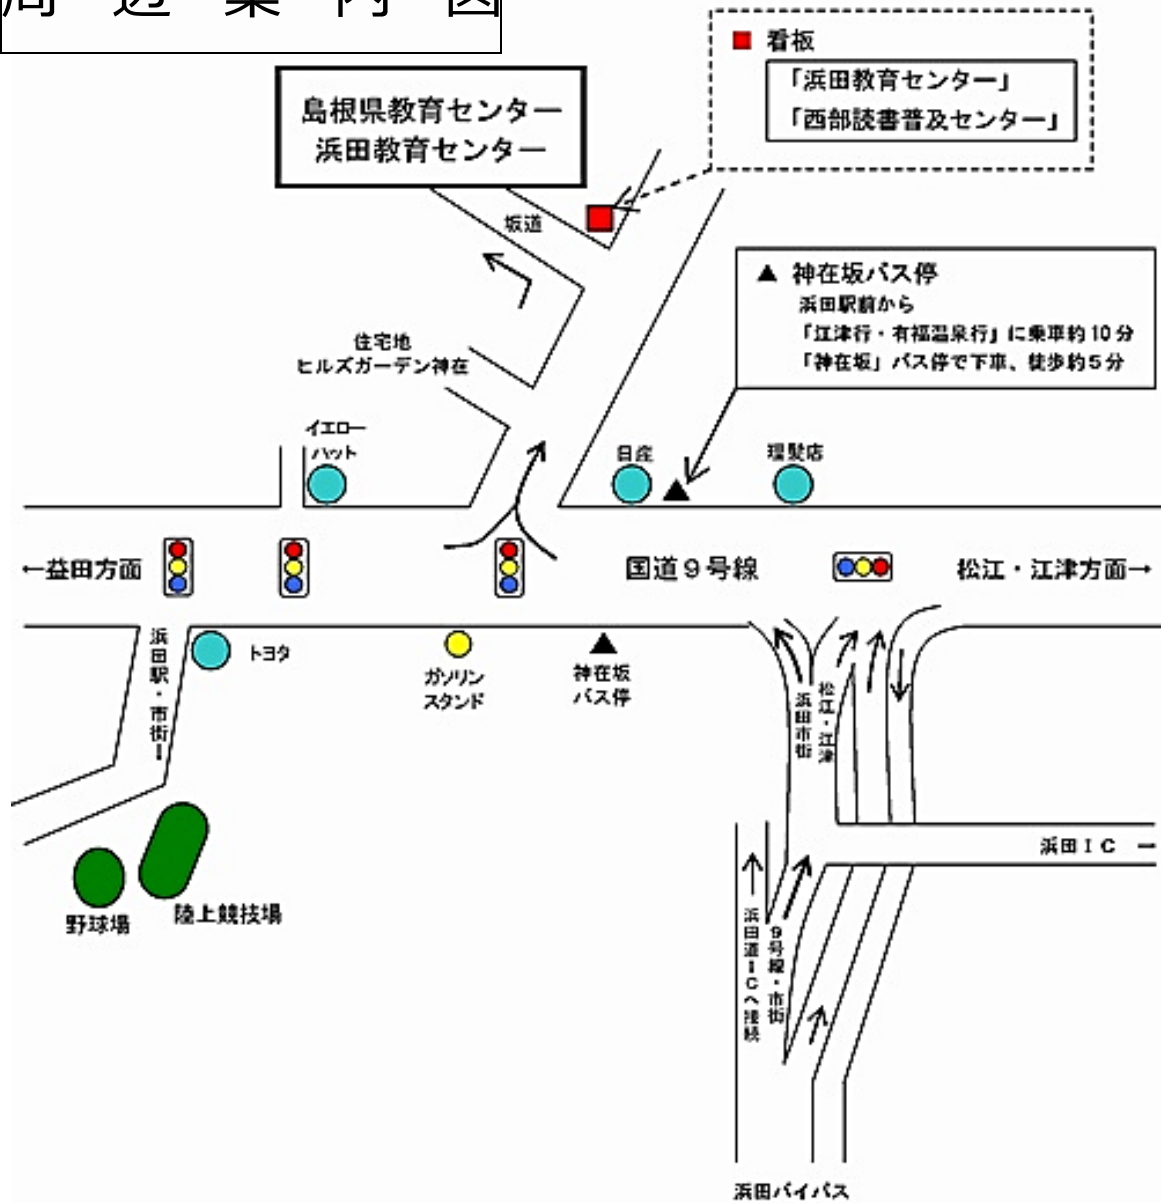 周辺案内図
■ 看板
「浜田教育センター」
「西部読書普及センター」
島根県教育センター
浜田教育センター
坂道
▲ 神在坂バス停
浜田駅前から
「江津行・有福温泉行」に乗車約10分
「神在坂」バス停で下車、徒歩約5分
住宅地
ヒルズガーデン神在
イエロー
ハット
日産
理髪店
←益田方面
国道9号線
松江・江津方面→
浜田駅・市街ー
トヨタ
ガソリン
スタンド
神在坂
バス停
浜田市街
松江・江津
浜田IC ー
野球場
陸上競技場
浜田道ICへ接続
9号線・市街
浜田バイパス